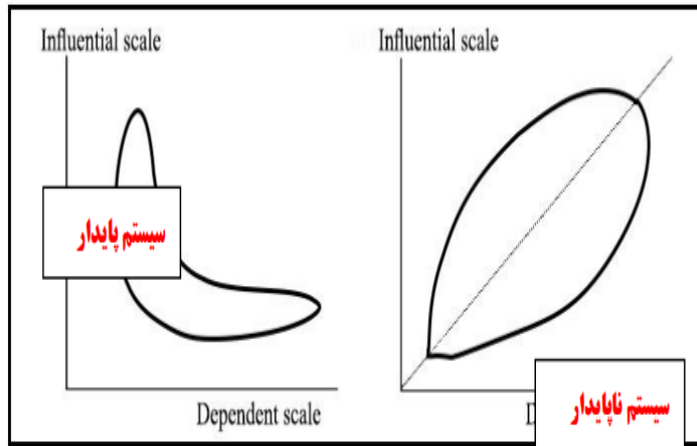 Influential scale
سیستم پایدار
Dependent scale
Influential scale
سیستم ناپایدار